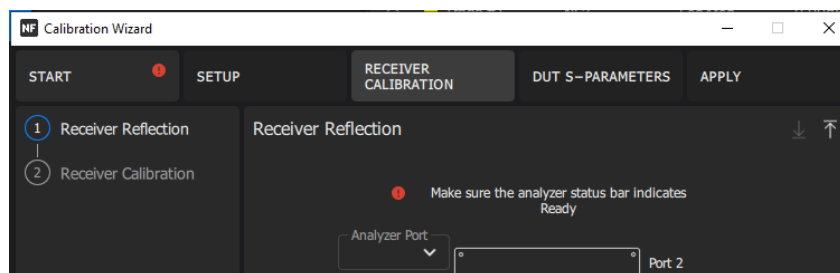 NF Calibration Wizard
START
SETUP
RECEIVER
CALIBRATION
DUT S-PARAMETERS
APPLY
1 Receiver Reflection
2 Receiver Calibration
Receiver Reflection
Make sure the analyzer status bar indicates
Ready
Analyzer Port
Port 2